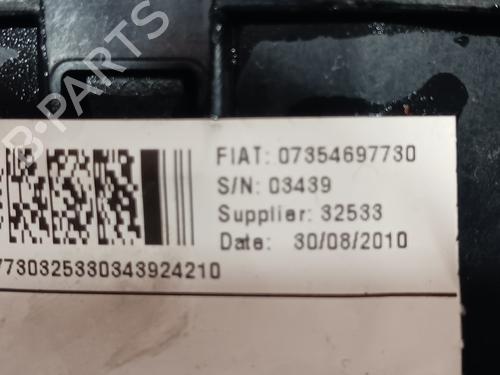 B-PARTS
FIAT: 07354697730
S/N: 03439
Supplier: 32533
Date: 30/08/2010
7730325330343924210